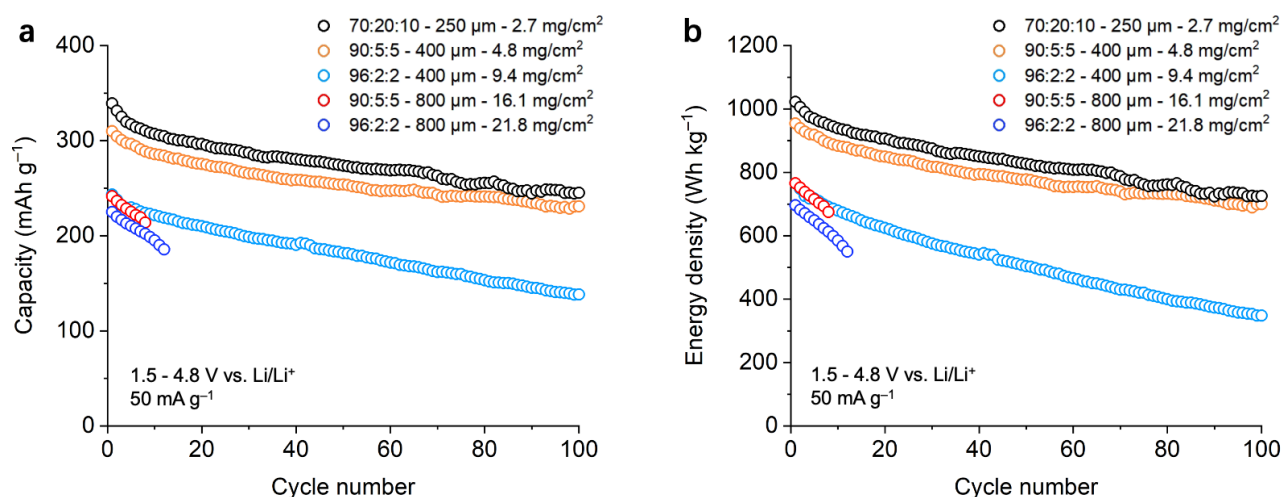 a
70:20:10 - 250 µm - 2.7 mg/cm²
90:5:5 - 400 µm - 4.8 mg/cm²
96:2:2 - 400 µm - 9.4 mg/cm²
90:5:5 - 800 µm - 16.1 mg/cm²
96:2:2 - 800 µm - 21.8 mg/cm²
400
300
200
100
0
Capacity (mAh g⁻¹)
1.5 - 4.8 V vs. Li/Li⁺
50 mA g⁻¹
0 20 40 60 80 100
Cycle number
b
70:20:10 - 250 µm - 2.7 mg/cm²
90:5:5 - 400 µm - 4.8 mg/cm²
96:2:2 - 400 µm - 9.4 mg/cm²
90:5:5 - 800 µm - 16.1 mg/cm²
96:2:2 - 800 µm - 21.8 mg/cm²
1200
1000
800
600
400
200
0
Energy density (Wh kg⁻¹)
1.5 - 4.8 V vs. Li/Li⁺
50 mA g⁻¹
0 20 40 60 80 100
Cycle number